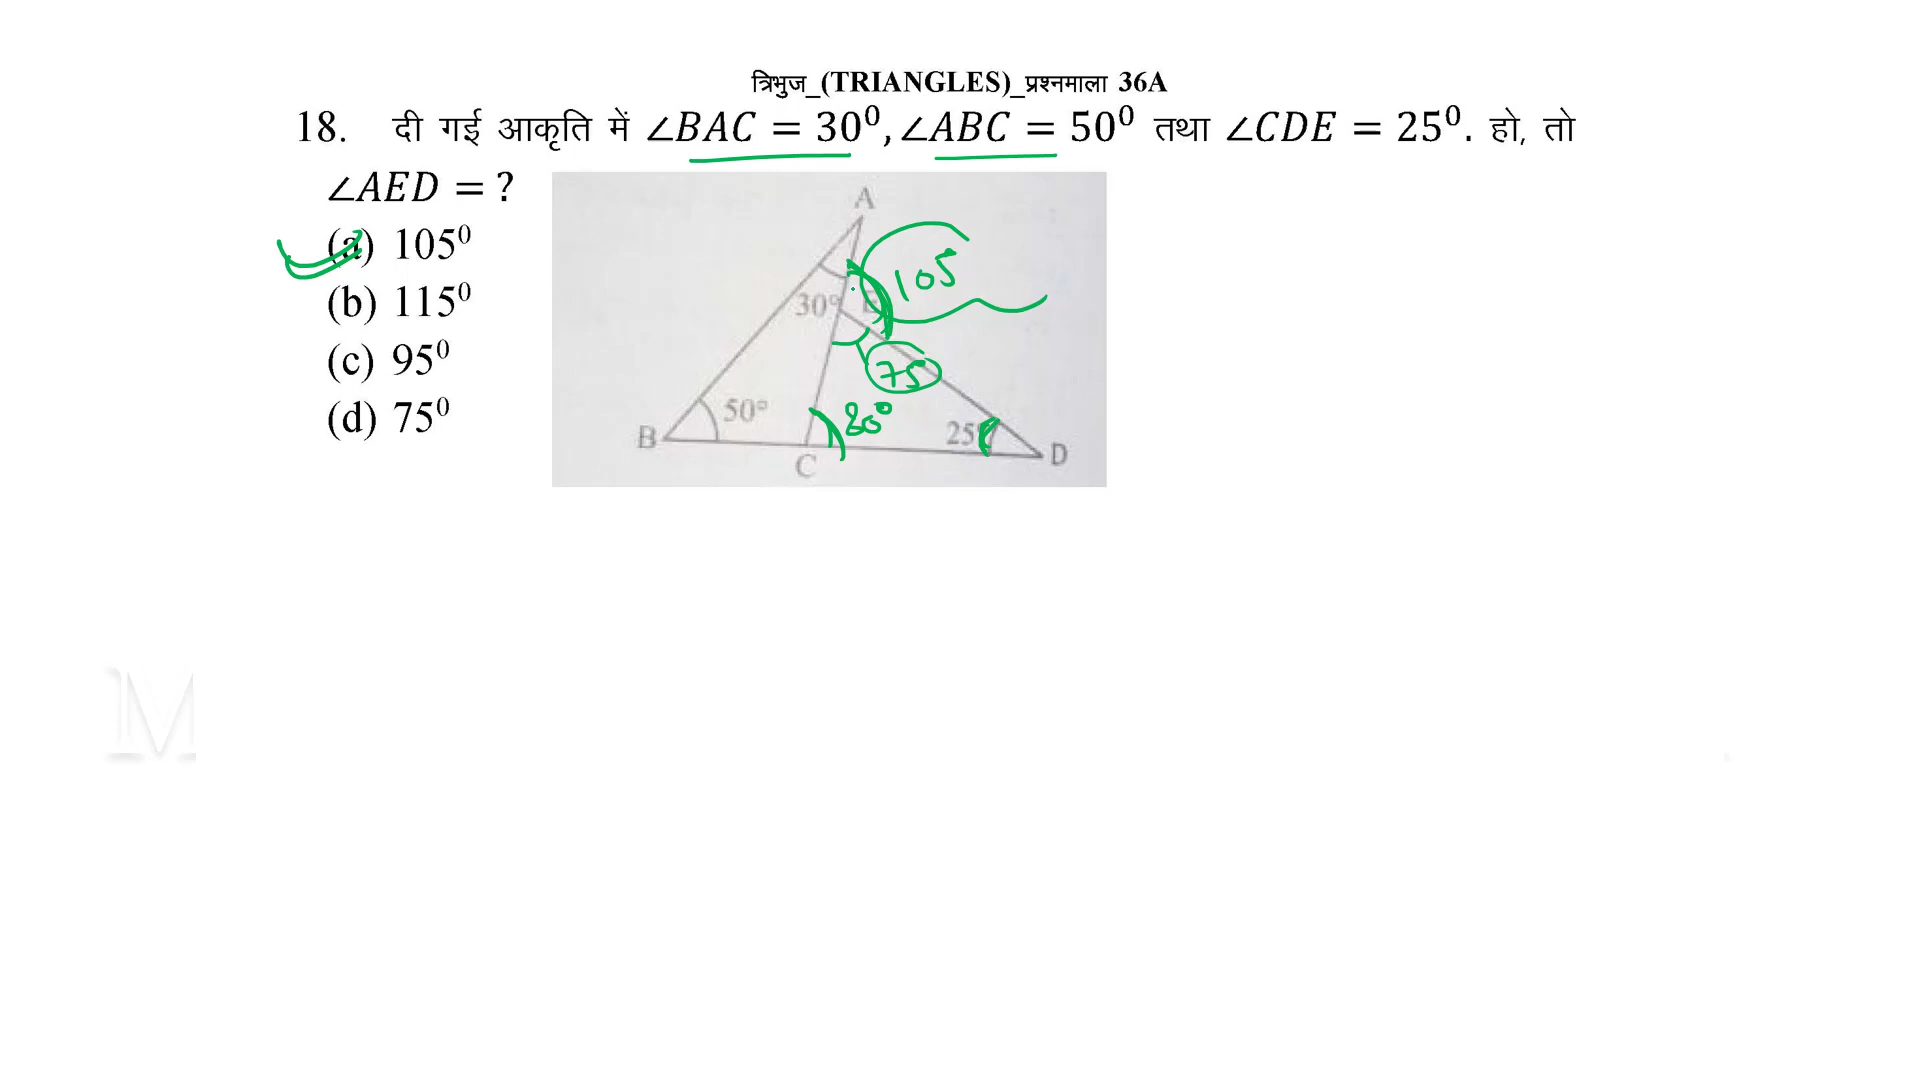 त्रिभुज_(TRIANGLES)_प्रश्नमाला 36A
18. दी गई आकृति में ∠BAC = 30⁰, ∠ABC = 50⁰ तथा ∠CDE = 25⁰. हो, तो
∠AED = ?
(a) 105⁰
(b) 115⁰
(c) 95⁰
(d) 75⁰
A
105
30° E
75
50° 80° 25°
B
C D
M